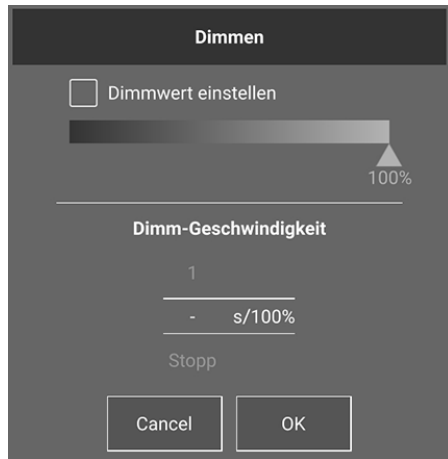 Dimmen
Dimmwert einstellen
100%
Dimm-Geschwindigkeit
1
- s/100%
Stopp
Cancel OK